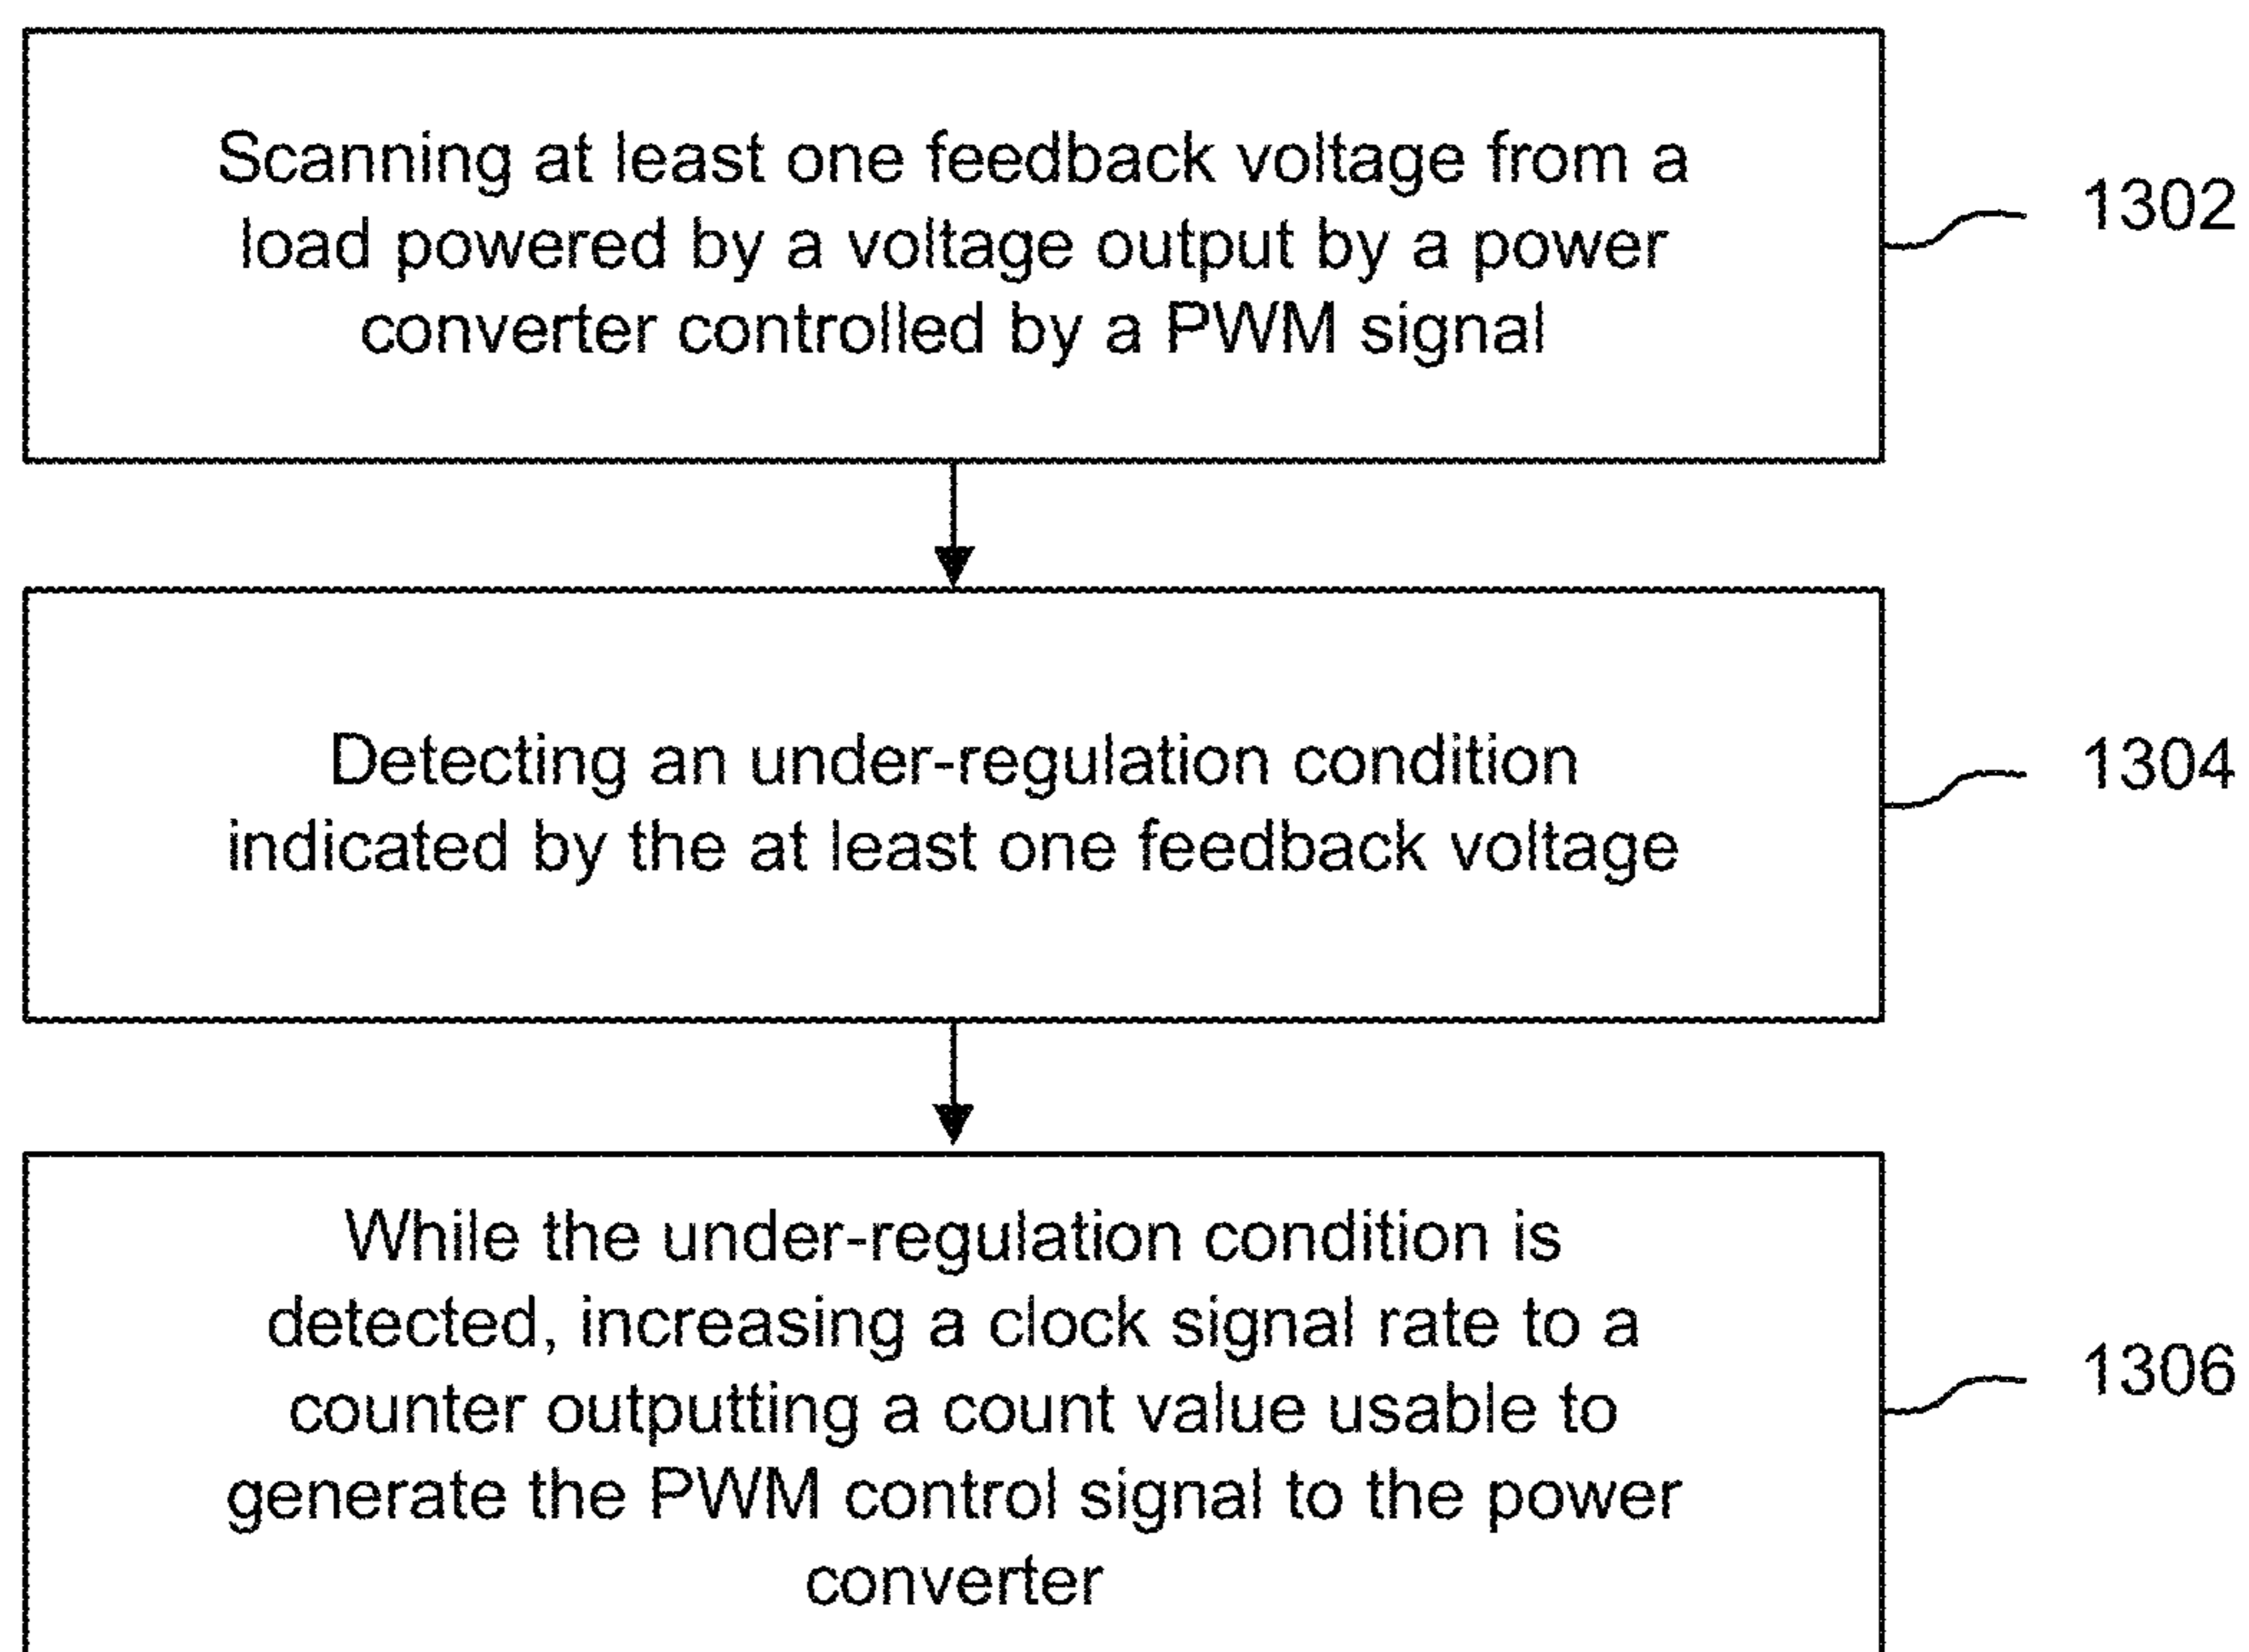 Scanning at least one feedback voltage from a
load powered by a voltage output by a power
converter controlled by a PWM signal
1302
Detecting an under-regulation condition
indicated by the at least one feedback voltage
1304
While the under-regulation condition is
detected, increasing a clock signal rate to a
counter outputting a count value usable to
generate the PWM control signal to the power
converter
1306